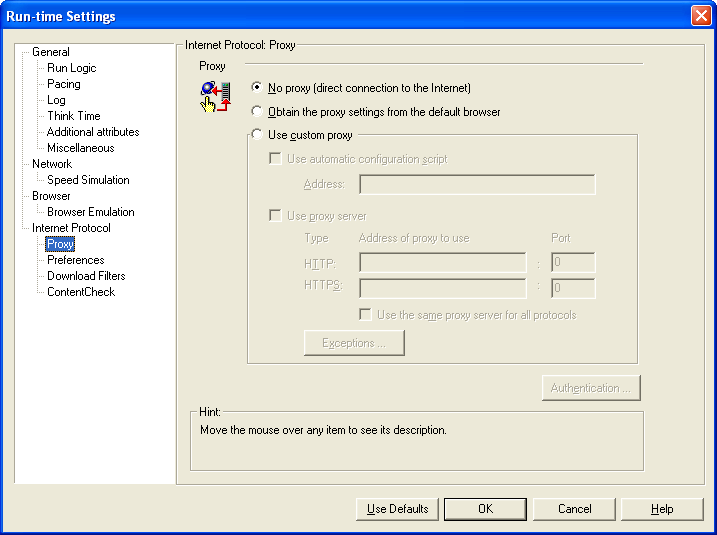 Run-time Settings
General
Run Logic
Pacing
Log
Think Time
Additional attributes
Miscellaneous
Network
Speed Simulation
Browser
Browser Emulation
Internet Protocol
Proxy
Preferences
Download Filters
ContentCheck
Internet Protocol: Proxy
Proxy
No proxy (direct connection to the Internet)
Obtain the proxy settings from the default browser
Use custom proxy
Use automatic configuration script
Address:
Use proxy server
Type Address of proxy to use Port
HTTP: : 0
HTTPS: : 0
Use the same proxy server for all protocols
Exceptions ...
Authentication ...
Hint:
Move the mouse over any item to see its description.
Use Defaults OK Cancel Help